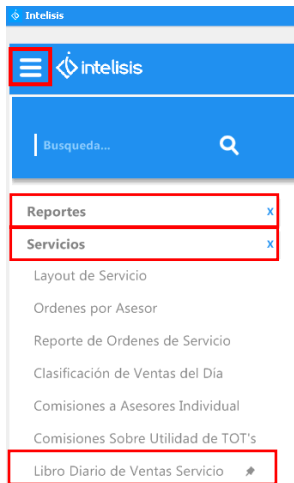 Intelisis
intelisis
Busqueda...
Reportes x
Servicios x
Layout de Servicio
Ordenes por Asesor
Reporte de Ordenes de Servicio
Clasificación de Ventas del Día
Comisiones a Asesores Individual
Comisiones Sobre Utilidad de TOT's
Libro Diario de Ventas Servicio